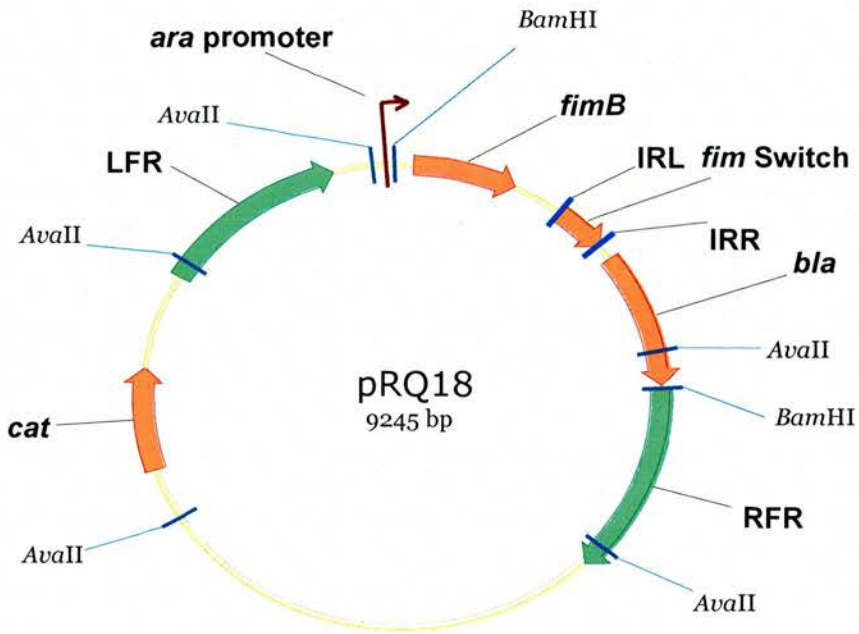 ara promoter
BamHI
AvaII
fimB
LFR
IRL fim Switch
AvaII
IRR
bla
AvaII
pRQ18
9245 bp
BamHI
cat
RFR
AvaII
AvaII